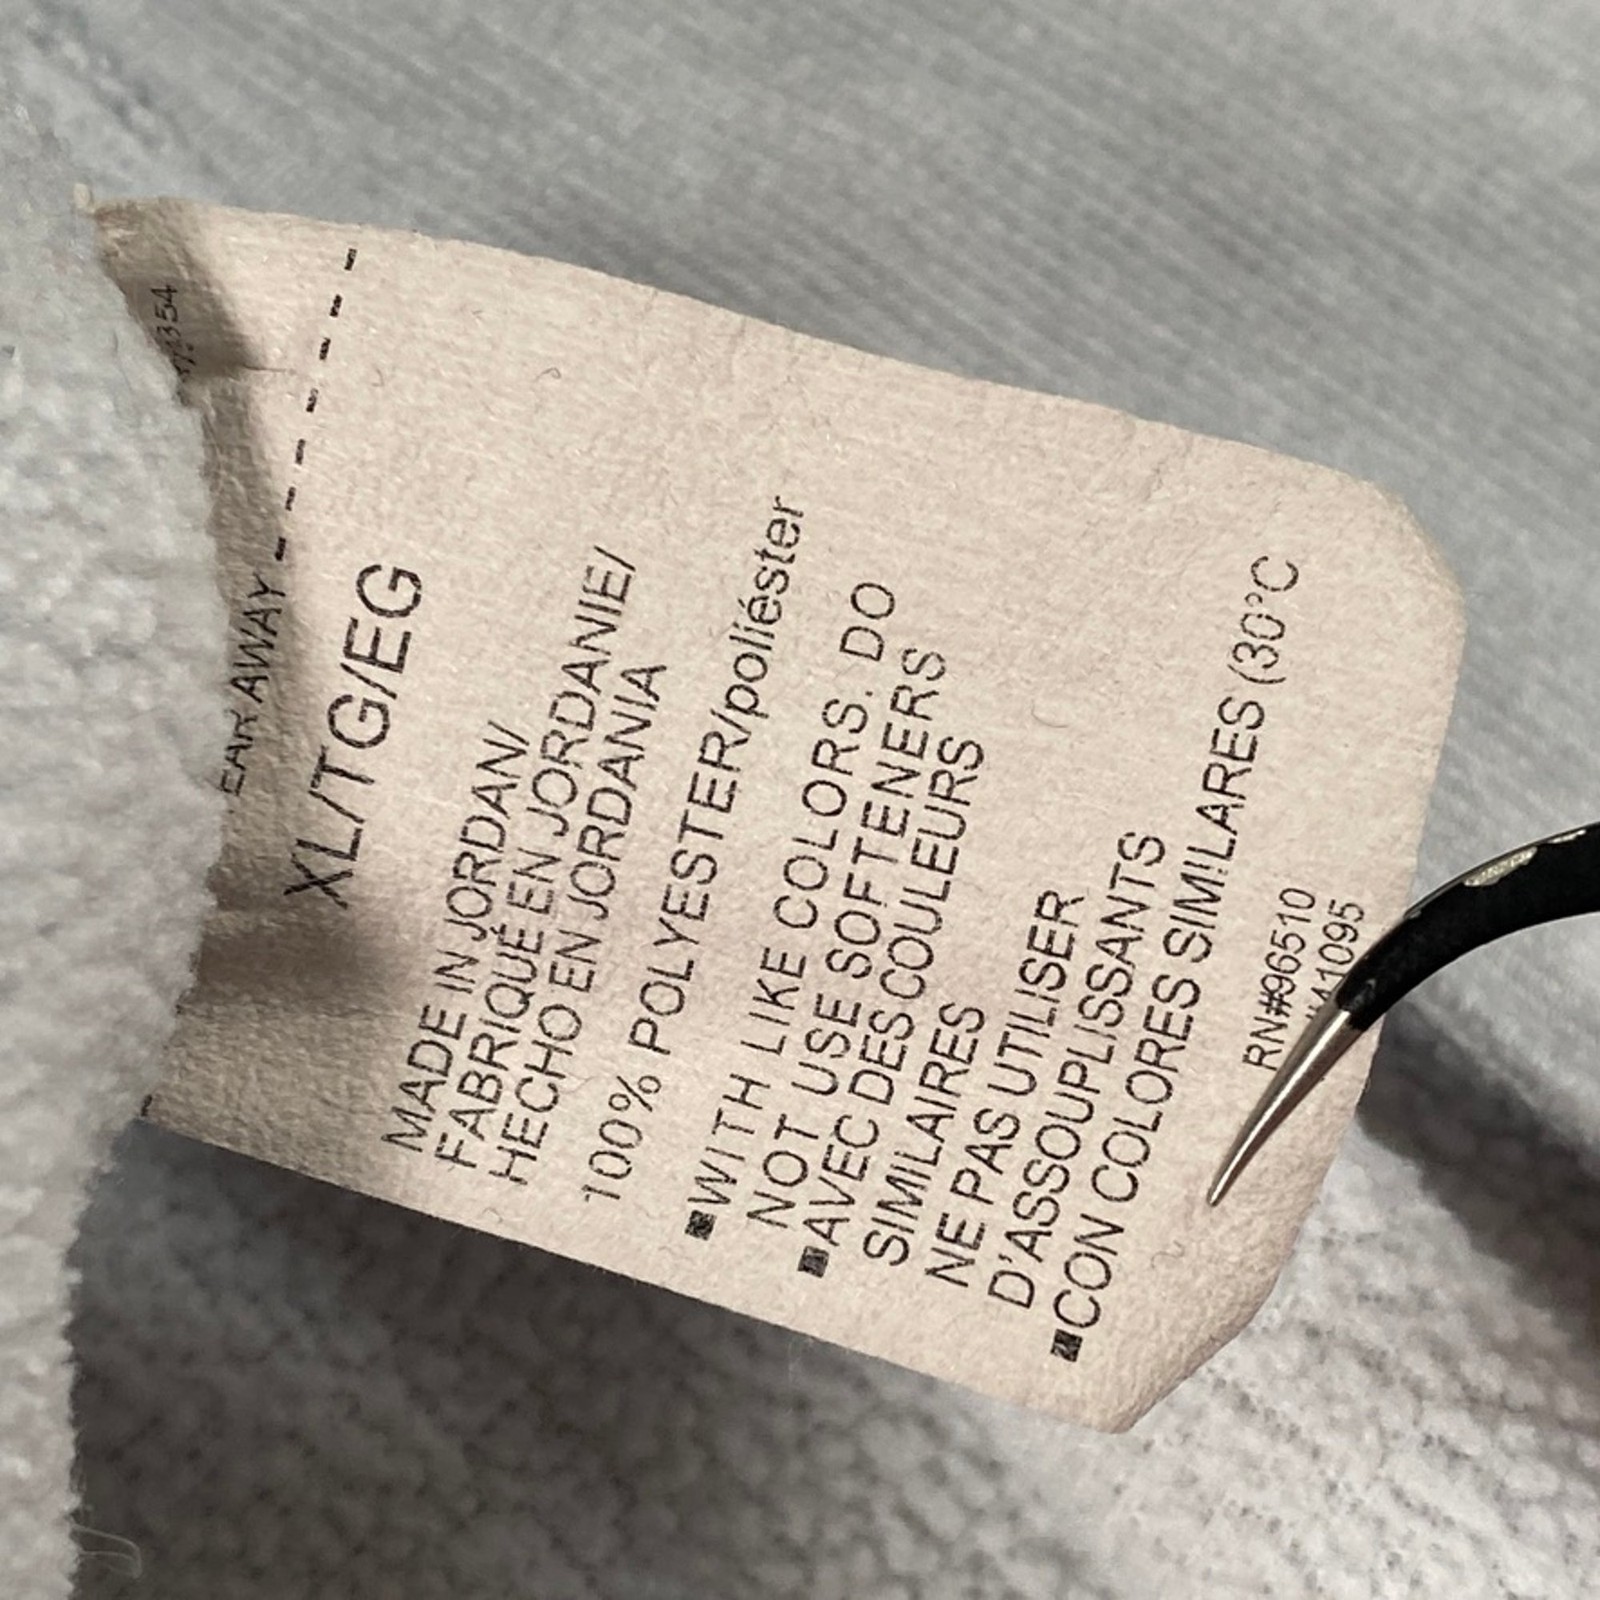 AWAY
XL/TG/EG
MADE IN JORDAN/
FABRIQUÉ EN JORDANIE/
HECHO EN JORDANIA
100% POLYESTER/poliéster
▪WITH LIKE COLORS. DO
NOT USE SOFTENERS
▪AVEC DES COULEURS
SIMILAIRES
NE PAS UTILISER
D'ASSOUPLISSANTS
▪CON COLORES SIMILARES (30°C
RN#96510
41095